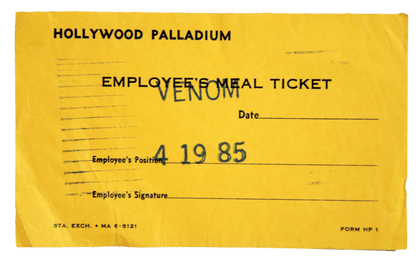 HOLLYWOOD PALLADIUM
EMPLOYEE'S MEAL TICKET
VENOM
Date
Employee's Position 4 19 85
Employee's Signature
STA. EXCH. • MA 6-5121 FORM HP 1